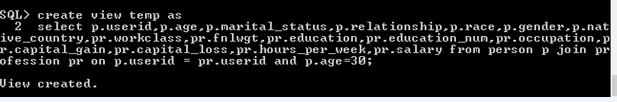 SQL> create view temp as
  2  select p.userid,p.age,p.marital_status,p.relationship,p.race,p.gender,p.nat
ive_country,pr.workclass,pr.fnlwgt,pr.education,pr.education_num,pr.occupation,p
r.capital_gain,pr.capital_loss,pr.hours_per_week,pr.salary from person p join pr
ofession pr on p.userid = pr.userid and p.age=30;
View created.